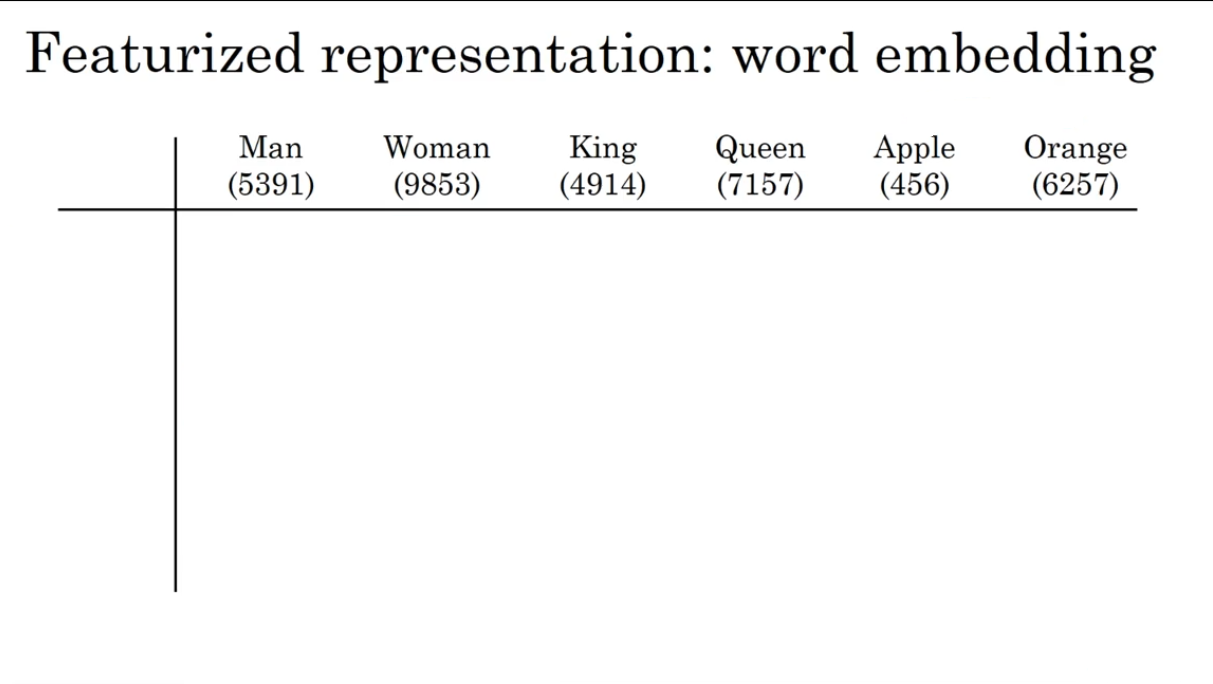 Featurized representation: word embedding
Man Woman King Queen Apple Orange
(5391) (9853) (4914) (7157) (456) (6257)